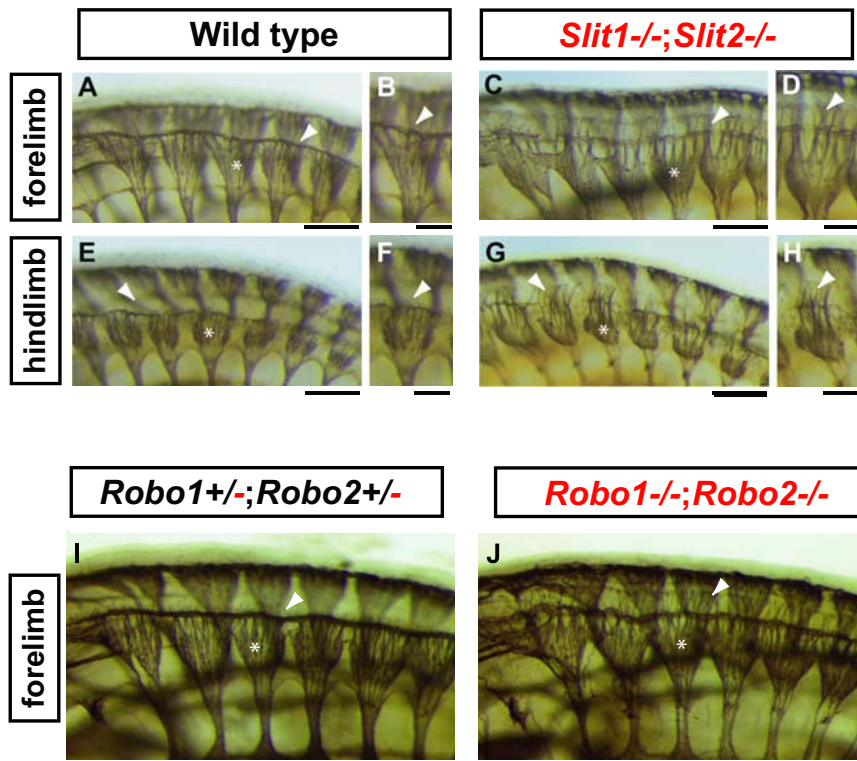 Wild type
Slit1-/-;Slit2-/-
forelimb
A
B
C
D
*
*
hindlimb
E
F
G
H
*
*
Robo1+/-;Robo2+/-
Robo1-/-;Robo2-/-
forelimb
I
J
*
*